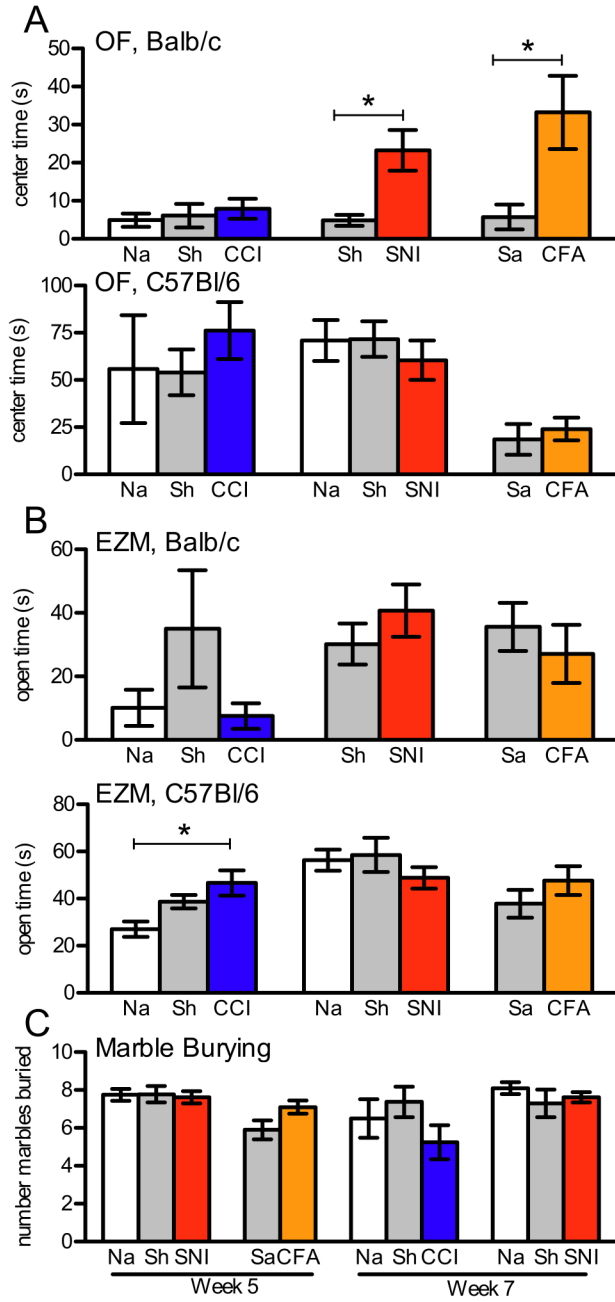 A
OF, Balb/c
center time (s)
50
40
30
20
10
0
*
*
Na Sh CCI Sh SNI Sa CFA
OF, C57Bl/6
center time (s)
100
75
50
25
0
Na Sh CCI Na Sh SNI Sa CFA
B
EZM, Balb/c
open time (s)
60
40
20
0
Na Sh CCI Sh SNI Sa CFA
EZM, C57Bl/6
open time (s)
80
60
40
20
0
*
Na Sh CCI Na Sh SNI Sa CFA
C
Marble Burying
number marbles buried
10
8
6
4
2
0
Na Sh SNI SaCFA Na Sh CCI Na Sh SNI
Week 5 Week 7